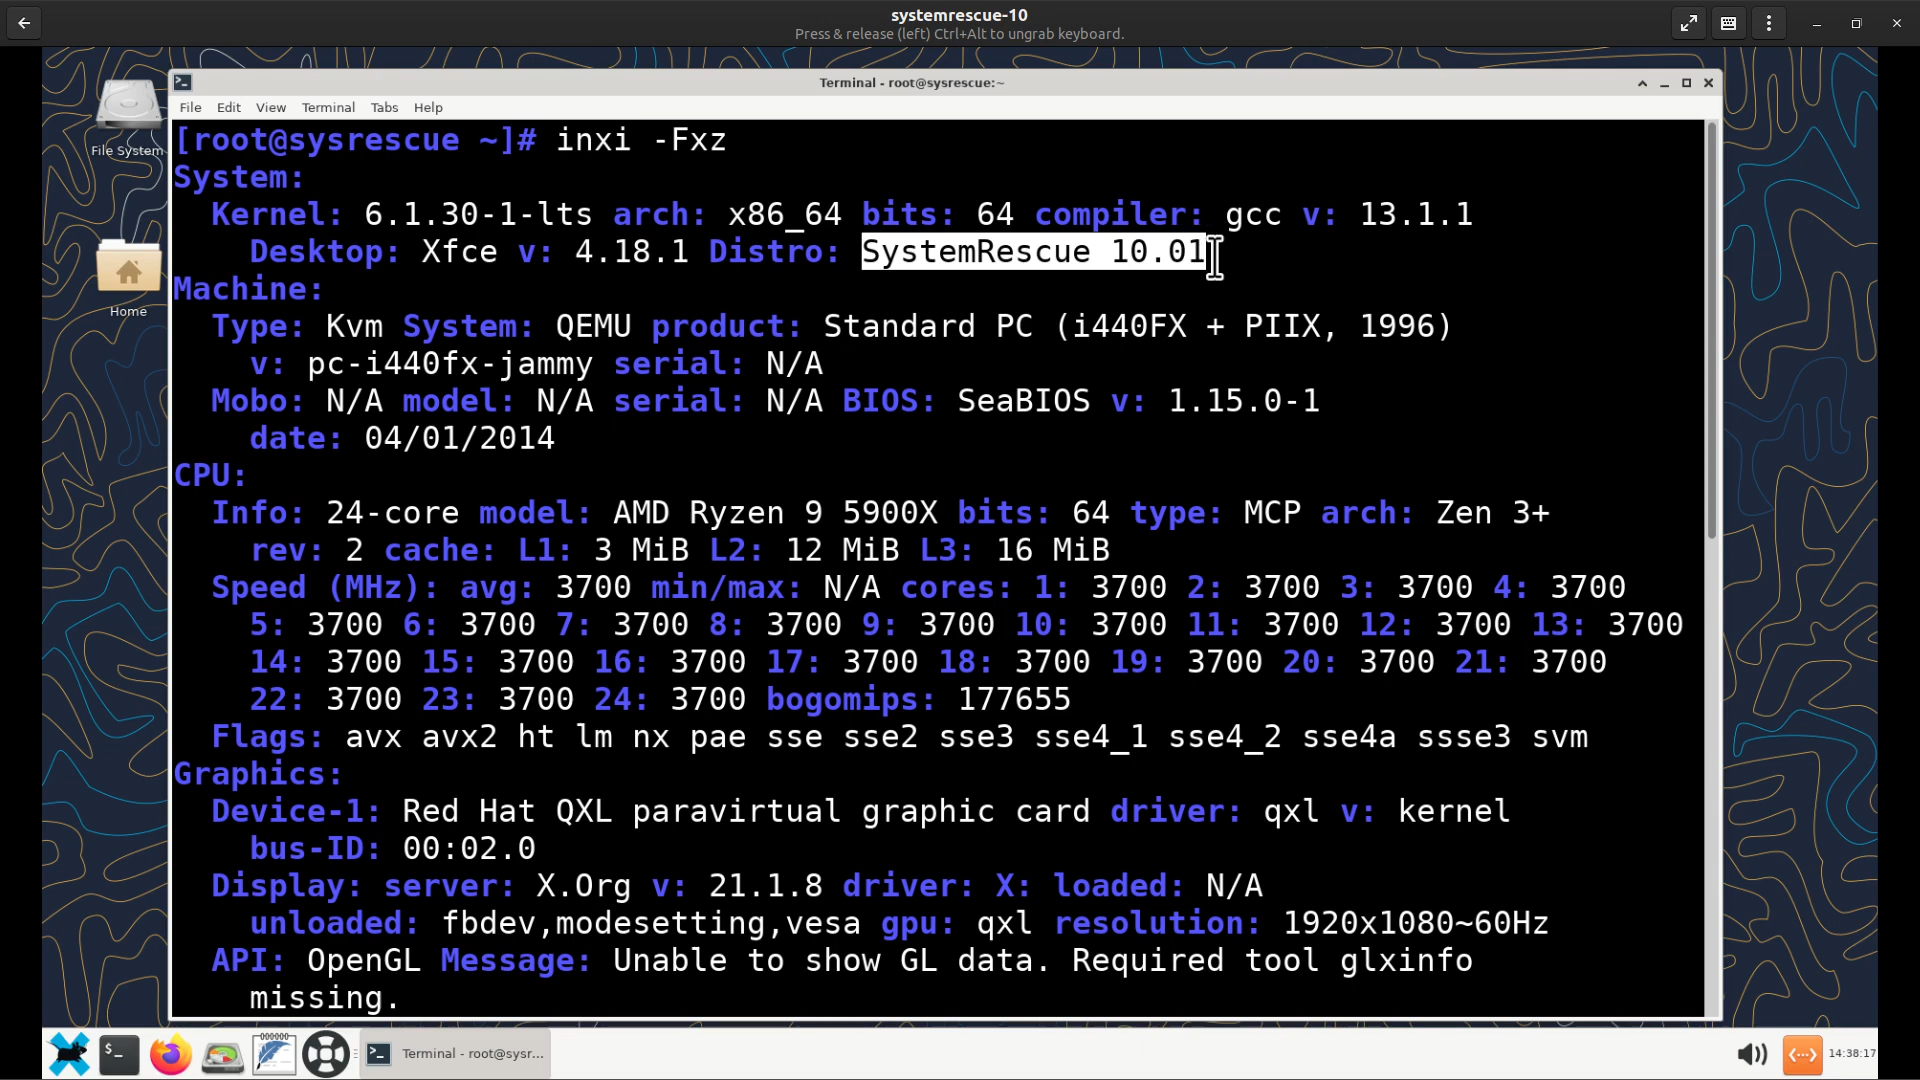 systemrescue-10
Press & release (left) Ctrl+Alt to ungrab keyboard.
Terminal - root@sysrescue:~
File Edit View Terminal Tabs Help
File System
Home
[root@sysrescue ~]# inxi -Fxz
System:
Kernel: 6.1.30-1-lts arch: x86_64 bits: 64 compiler: gcc v: 13.1.1
Desktop: Xfce v: 4.18.1 Distro: SystemRescue 10.01
Machine:
Type: Kvm System: QEMU product: Standard PC (i440FX + PIIX, 1996)
v: pc-i440fx-jammy serial: N/A
Mobo: N/A model: N/A serial: N/A BIOS: SeaBIOS v: 1.15.0-1
date: 04/01/2014
CPU:
Info: 24-core model: AMD Ryzen 9 5900X bits: 64 type: MCP arch: Zen 3+
rev: 2 cache: L1: 3 MiB L2: 12 MiB L3: 16 MiB
Speed (MHz): avg: 3700 min/max: N/A cores: 1: 3700 2: 3700 3: 3700 4: 3700
5: 3700 6: 3700 7: 3700 8: 3700 9: 3700 10: 3700 11: 3700 12: 3700 13: 3700
14: 3700 15: 3700 16: 3700 17: 3700 18: 3700 19: 3700 20: 3700 21: 3700
22: 3700 23: 3700 24: 3700 bogomips: 177655
Flags: avx avx2 ht lm nx pae sse sse2 sse3 sse4_1 sse4_2 sse4a ssse3 svm
Graphics:
Device-1: Red Hat QXL paravirtual graphic card driver: qxl v: kernel
bus-ID: 00:02.0
Display: server: X.Org v: 21.1.8 driver: X: loaded: N/A
unloaded: fbdev,modesetting,vesa gpu: qxl resolution: 1920x1080~60Hz
API: OpenGL Message: Unable to show GL data. Required tool glxinfo
missing.
Terminal - root@sysr...
14:38:17